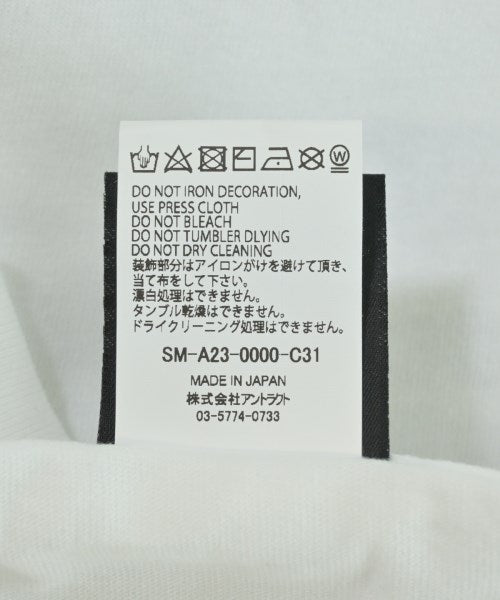 DO NOT IRON DECORATION,
USE PRESS CLOTH
DO NOT BLEACH
DO NOT TUMBLER DLYING
DO NOT DRY CLEANING
装飾部分はアイロンがけを避けて頂き、
当て布をして下さい。
漂白処理はできません。
タンブル乾燥はできません。
ドライクリーニング処理はできません。
SM-A23-0000-C31
MADE IN JAPAN
株式会社アントラクト
03-5774-0733